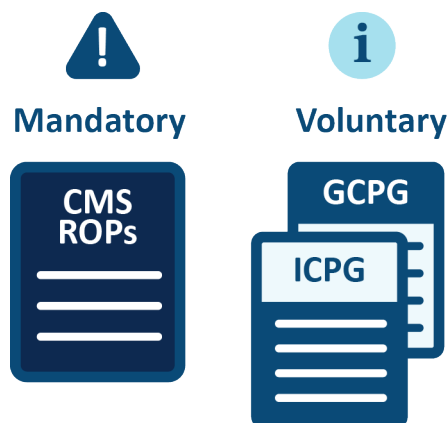 !
i
Mandatory
Voluntary
CMS
ROPs
GCPG
ICPG